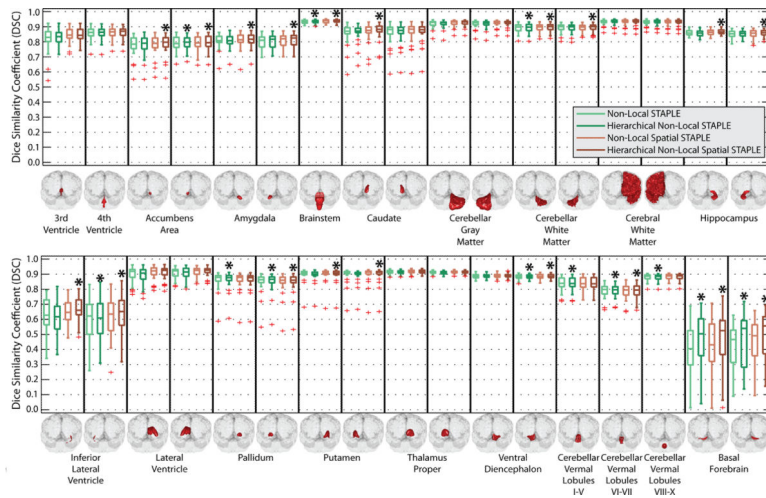 Dice Similarity Coefficient (DSC)
1.0
0.9
0.8
0.7
0.6
0.5
0.4
0.3
0.2
0.1
0.0
* * * * * * * * * * * * *
Non-Local STAPLE
Hierarchical Non-Local STAPLE
Non-Local Spatial STAPLE
Hierarchical Non-Local Spatial STAPLE
3rd
Ventricle
4th
Ventricle
Accumbens
Area
Amygdala
Brainstem
Caudate
Cerebellar
Gray
Matter
Cerebellar
White
Matter
Cerebral
White
Matter
Hippocampus
Dice Similarity Coefficient (DSC)
1.0
0.9
0.8
0.7
0.6
0.5
0.4
0.3
0.2
0.1
0.0
* * * * * * * * * * * * * * * * * *
Inferior
Lateral
Ventricle
Lateral
Ventricle
Pallidum
Putamen
Thalamus
Proper
Ventral
Diencephalon
Cerebellar
Vermal
Lobules
I-V
Cerebellar
Vermal
Lobules
VI-VII
Cerebellar
Vermal
Lobules
VIII-X
Basal
Forebrain